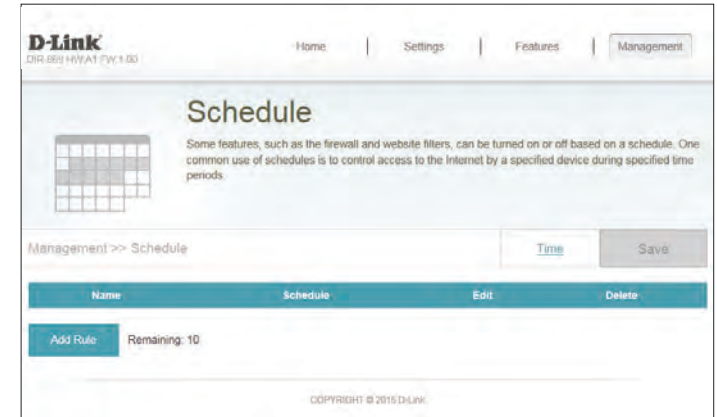 D-Link
DIR-869 HW:A1 FW:1.00
Home
Settings
Features
Management
Schedule
Some features, such as the firewall and website filters, can be turned on or off based on a schedule. One
common use of schedules is to control access to the Internet by a specified device during specified time
periods.
Management >> Schedule
Time
Save
Name
Schedule
Edit
Delete
Add Rule
Remaining: 10
COPYRIGHT © 2015 D-Link